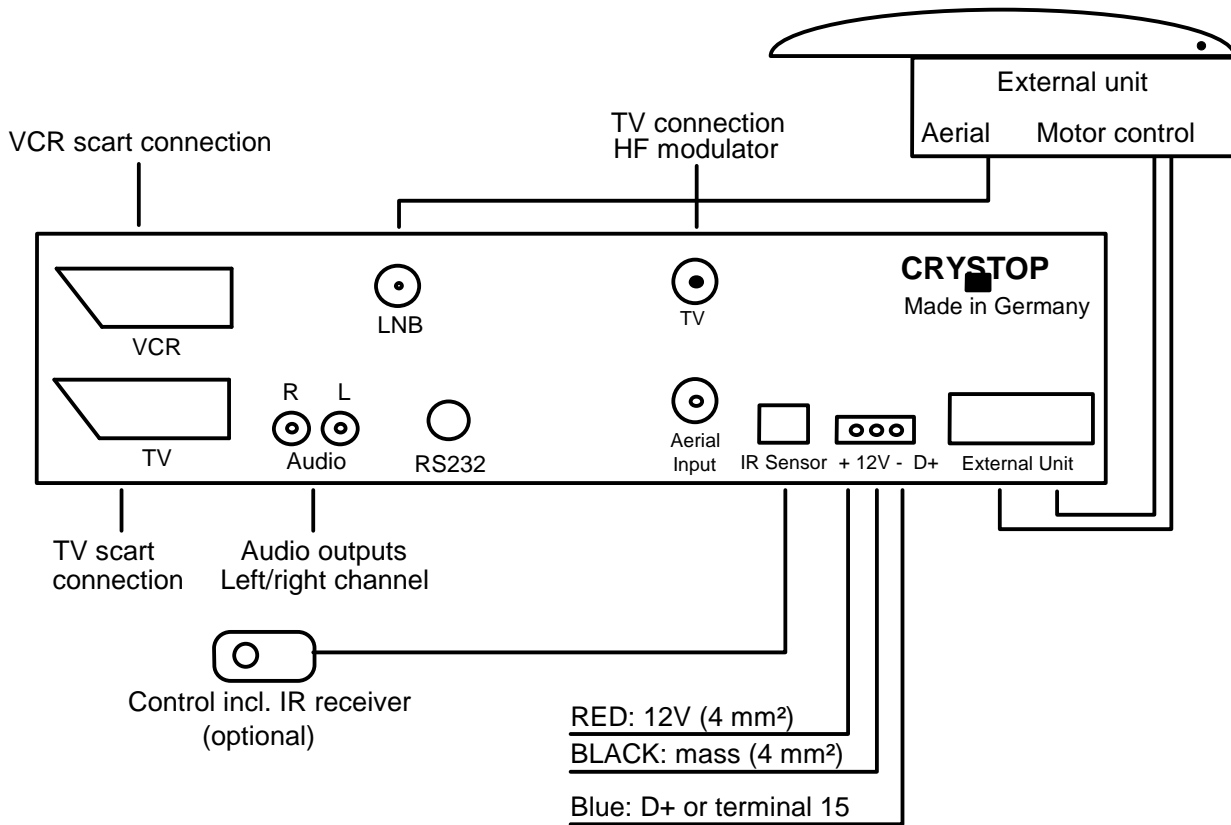 External unit
Aerial
Motor control
VCR scart connection
TV connection
HF modulator
CRYSTOP
Made in Germany
VCR
LNB
TV
TV
R
L
Audio
RS232
Aerial
Input
IR Sensor
+ 12V -
D+
External Unit
TV scart
connection
Audio outputs
Left/right channel
Control incl. IR receiver
(optional)
RED: 12V (4 mm²)
BLACK: mass (4 mm²)
Blue: D+ or terminal 15